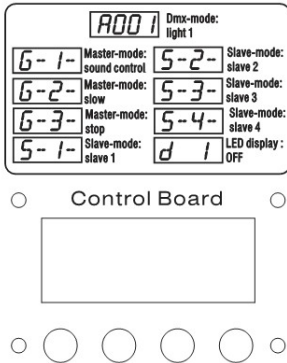 A001 Dmx-mode:
light 1
G-1- Master-mode:
sound control
S-2- Slave-mode:
slave 2
G-2- Master-mode:
slow
S-3- Slave-mode:
slave 3
G-3- Master-mode:
stop
S-4- Slave-mode:
slave 4
S-1- Slave-mode:
slave 1
d 1 LED display :
OFF
Control Board